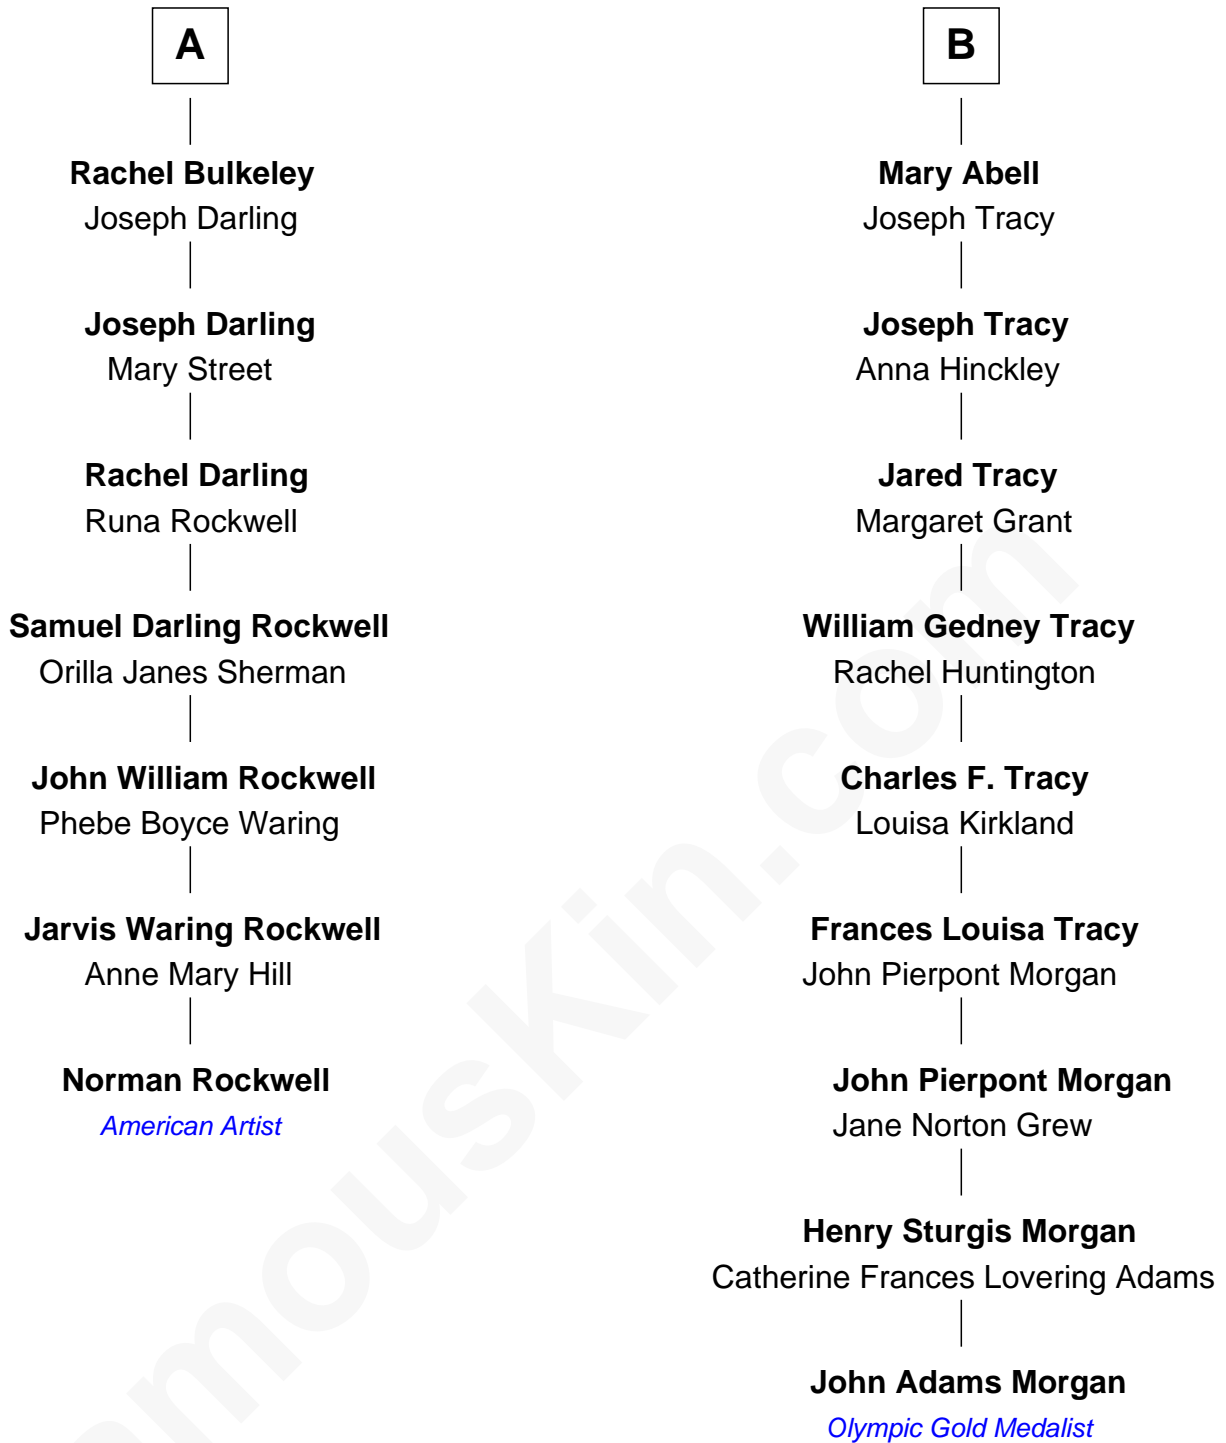 A
Rachel Bulkeley
Joseph Darling
Joseph Darling
Mary Street
Rachel Darling
Runa Rockwell
Samuel Darling Rockwell
Orilla Janes Sherman
John William Rockwell
Phebe Boyce Waring
Jarvis Waring Rockwell
Anne Mary Hill
Norman Rockwell
American Artist
B
Mary Abell
Joseph Tracy
Joseph Tracy
Anna Hinckley
Jared Tracy
Margaret Grant
William Gedney Tracy
Rachel Huntington
Charles F. Tracy
Louisa Kirkland
Frances Louisa Tracy
John Pierpont Morgan
John Pierpont Morgan
Jane Norton Grew
Henry Sturgis Morgan
Catherine Frances Lovering Adams
John Adams Morgan
Olympic Gold Medalist
amousKin.com